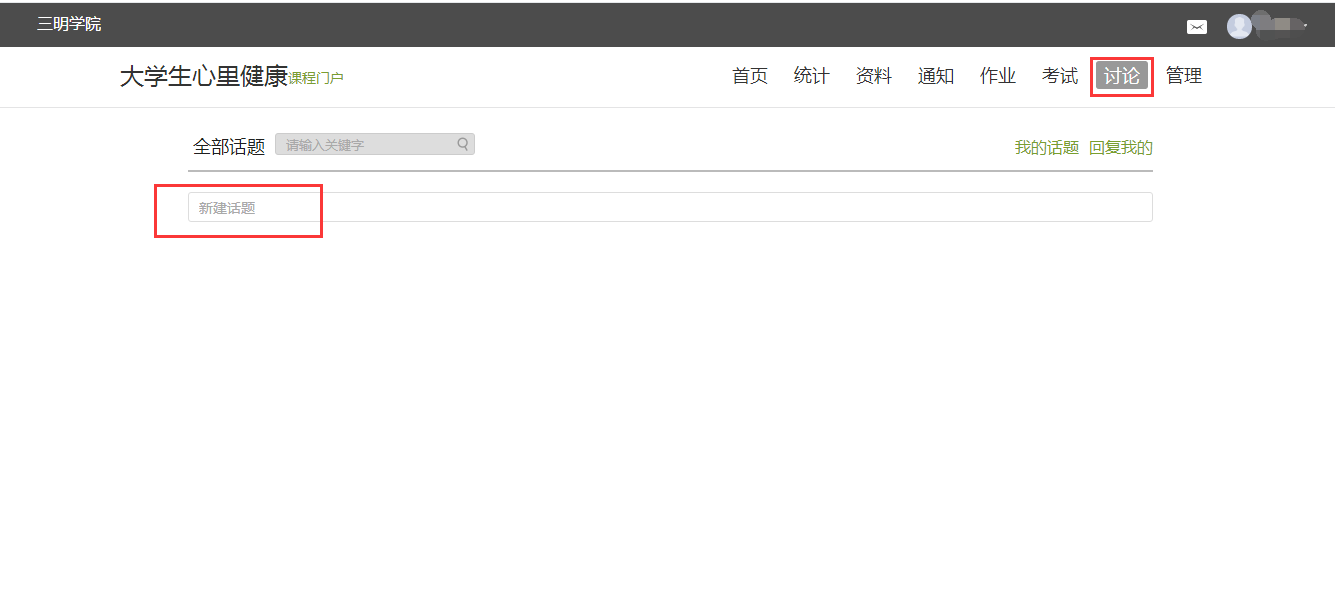 三明学院
大学生心里健康课程门户
首页 统计 资料 通知 作业 考试 讨论 管理
全部话题 请输入关键字 我的话题 回复我的
新建话题